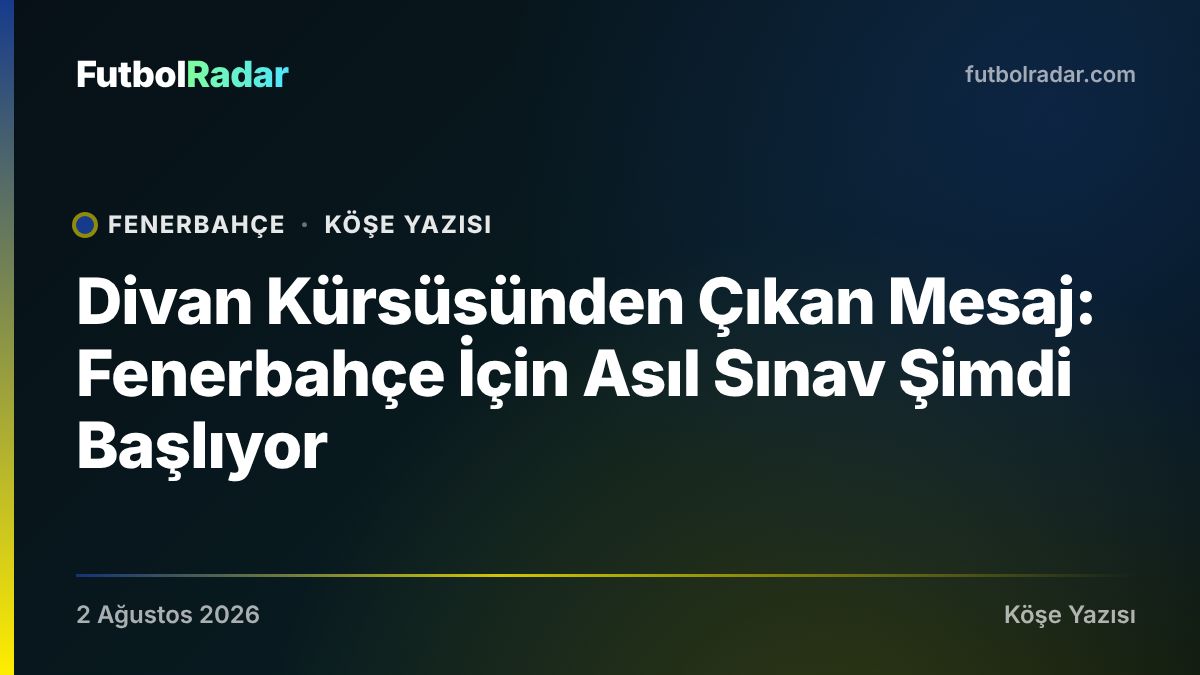 FutbolRadar
futbolradar.com
FENERBAHÇE · KÖŞE YAZISI
Divan Kürsüsünden Çıkan Mesaj:
Fenerbahçe İçin Asıl Sınav Şimdi
Başlıyor
2 Ağustos 2026
Köşe Yazısı